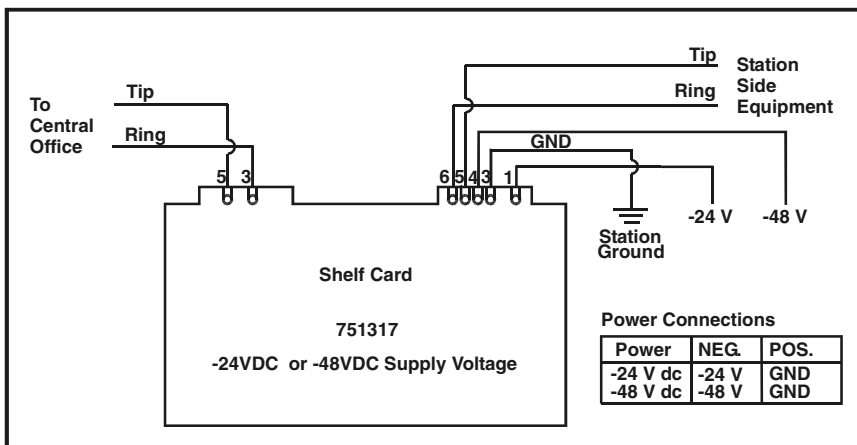 To
Central
Office
Tip
Ring
5 3
Tip
Ring
Station
Side
Equipment
GND
6 5 4 3 1
Station
Ground
-24 V
-48 V
Shelf Card
751317
-24VDC or -48VDC Supply Voltage
Power Connections
Power NEG. POS.
-24 V dc -24 V GND
-48 V dc -48 V GND